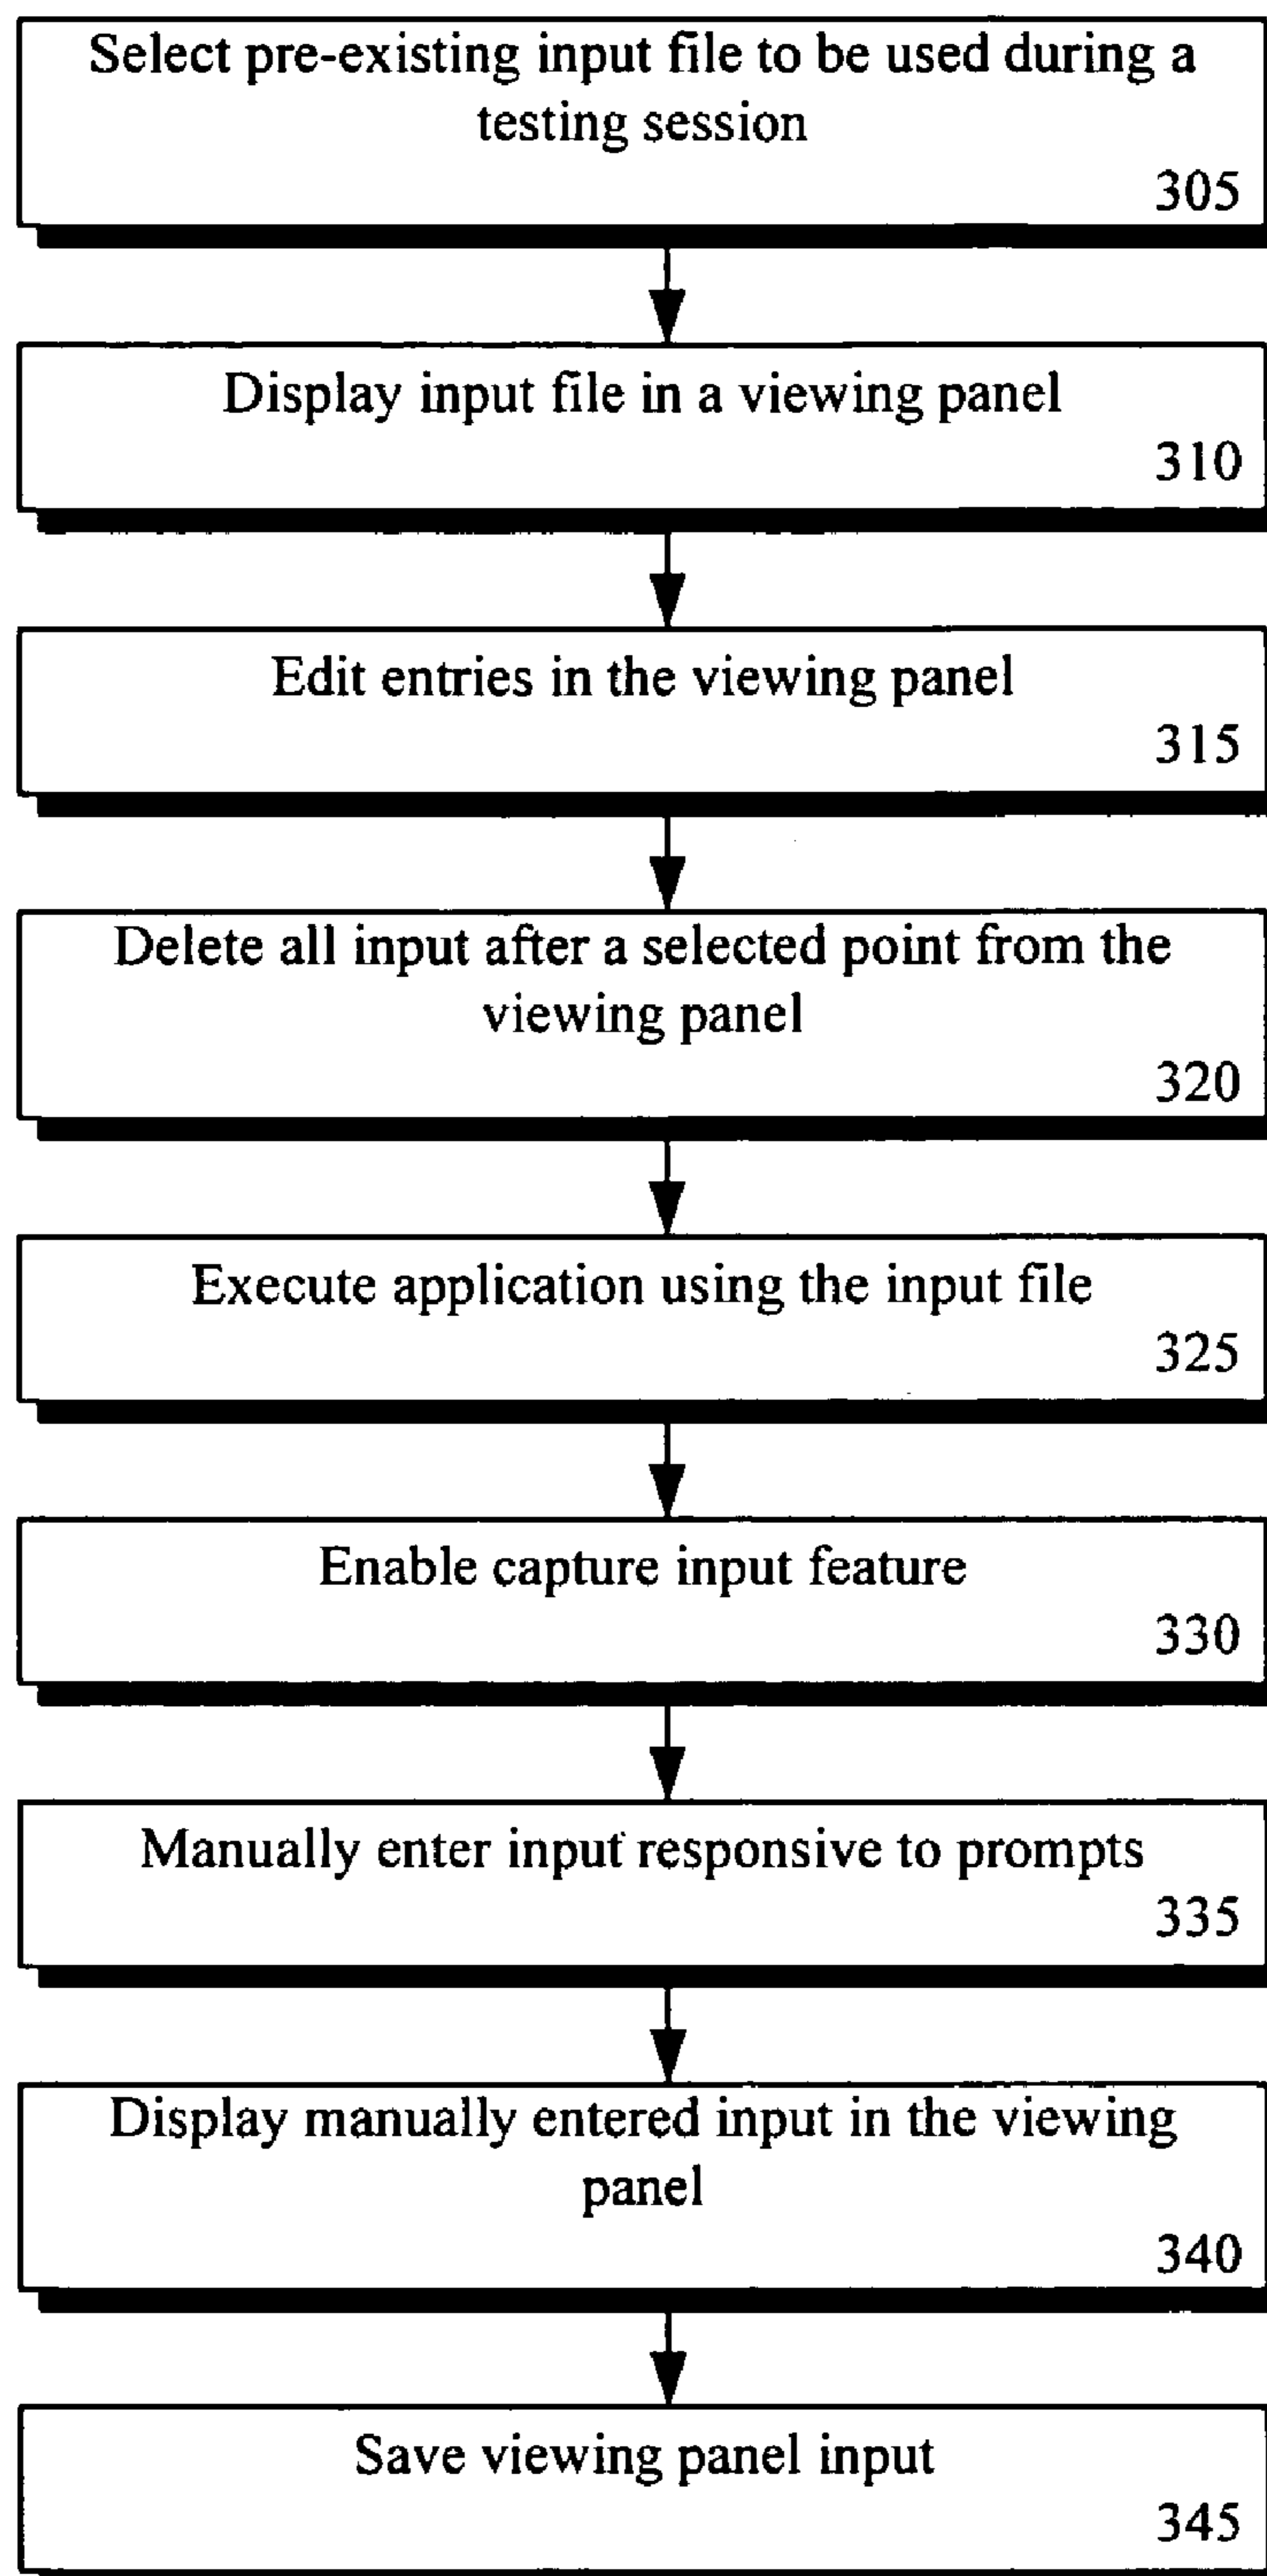 Select pre-existing input file to be used during a
testing session
305
Display input file in a viewing panel
310
Edit entries in the viewing panel
315
Delete all input after a selected point from the
viewing panel
320
Execute application using the input file
325
Enable capture input feature
330
Manually enter input responsive to prompts
335
Display manually entered input in the viewing
panel
340
Save viewing panel input
345